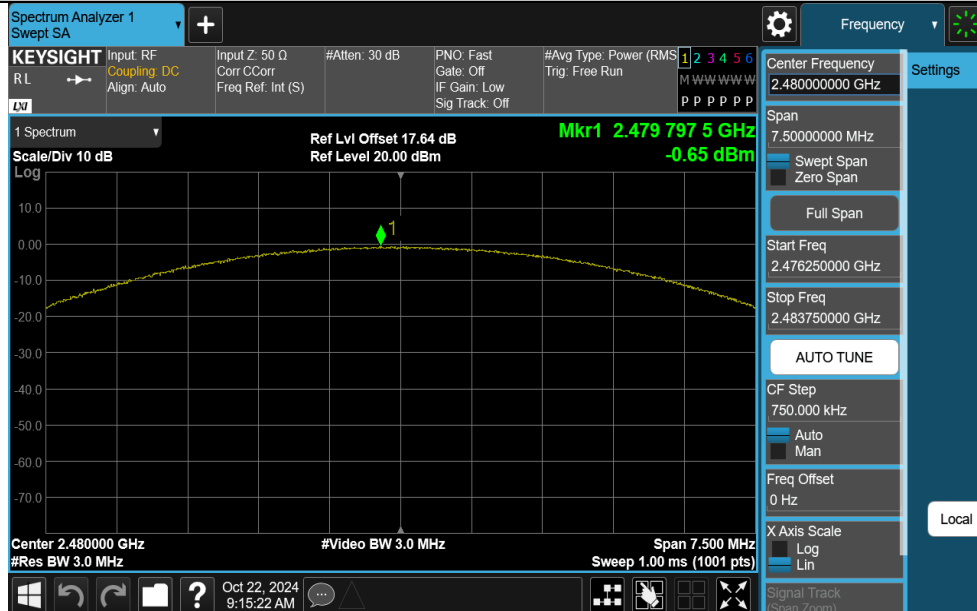 Spectrum Analyzer 1
Swept SA
+
Frequency
KEYSIGHT
R L
LXI
Input: RF
Coupling: DC
Align: Auto
Input Z: 50 Ω
Corr CCorr
Freq Ref: Int (S)
#Atten: 30 dB
PNO: Fast
Gate: Off
IF Gain: Low
Sig Track: Off
#Avg Type: Power (RMS
Trig: Free Run
1 2 3 4 5 6
M W W W W W
P P P P P P
1 Spectrum
Scale/Div 10 dB
Log
Ref Lvl Offset 17.64 dB
Ref Level 20.00 dBm
Mkr1 2.479 797 5 GHz
-0.65 dBm
1
10.0
0.00
-10.0
-20.0
-30.0
-40.0
-50.0
-60.0
-70.0
Center 2.480000 GHz
#Video BW 3.0 MHz
Span 7.500 MHz
#Res BW 3.0 MHz
Sweep 1.00 ms (1001 pts)
?
Oct 22, 2024
9:15:22 AM
Center Frequency
2.480000000 GHz
Span
7.50000000 MHz
Swept Span
Zero Span
Full Span
Start Freq
2.476250000 GHz
Stop Freq
2.483750000 GHz
AUTO TUNE
CF Step
750.000 kHz
Auto
Man
Freq Offset
0 Hz
X Axis Scale
Log
Lin
Signal Track
(Span Zoom)
Settings
Local